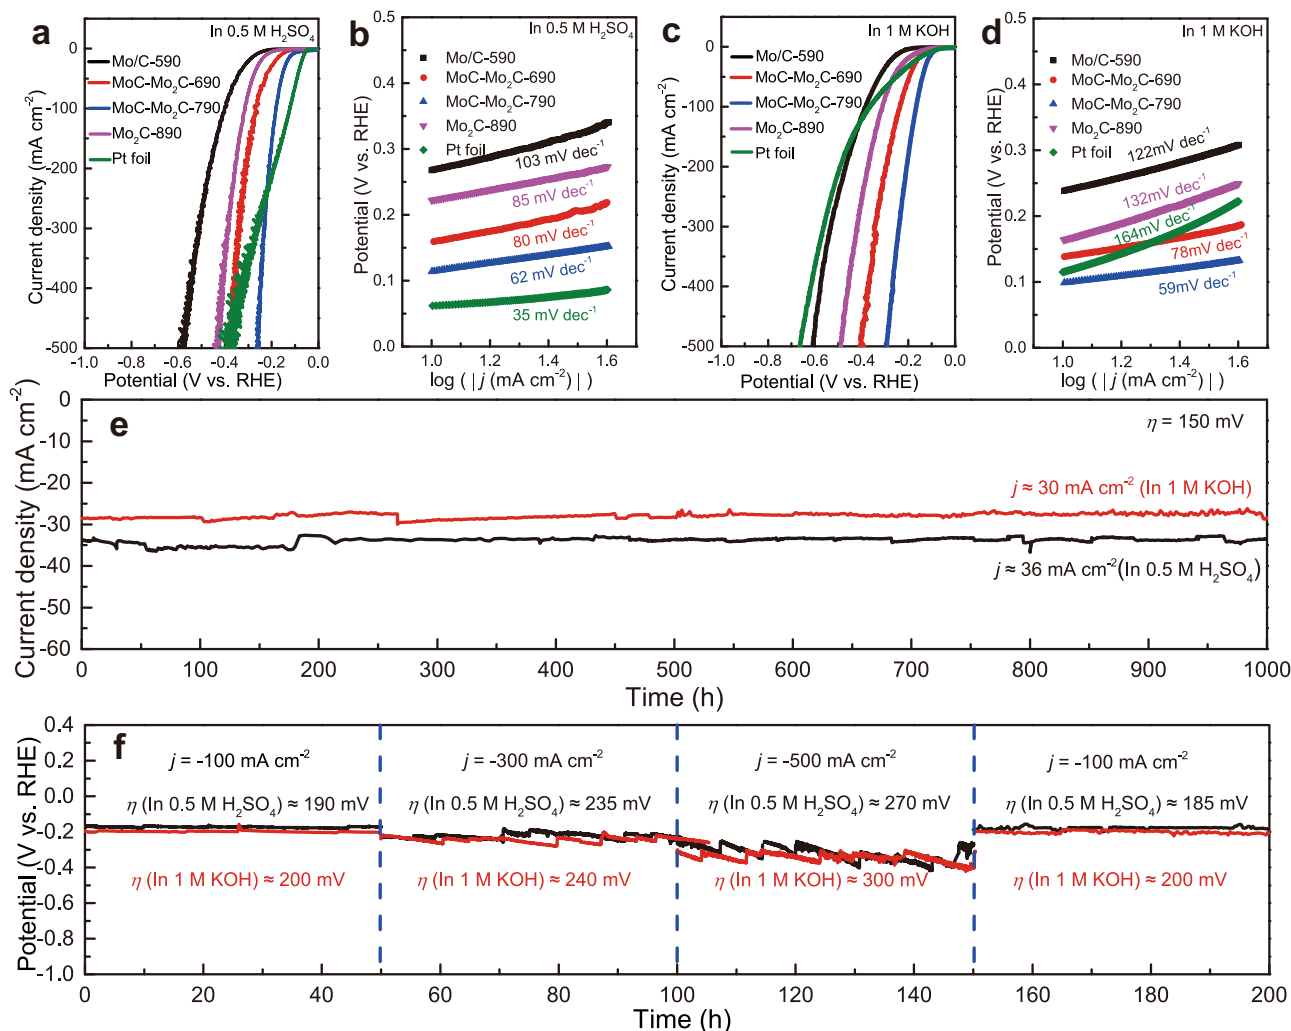 a
In 0.5 M H₂SO₄
Mo/C-590
MoC-Mo₂C-690
MoC-Mo₂C-790
Mo₂C-890
Pt foil
0
-100
-200
-300
-400
-500
-1.0 -0.8 -0.6 -0.4 -0.2 0.0
Current density (mA cm⁻²)
Potential (V vs. RHE)
b
In 0.5 M H₂SO₄
Mo/C-590
MoC-Mo₂C-690
MoC-Mo₂C-790
Mo₂C-890
Pt foil
103 mV dec⁻¹
85 mV dec⁻¹
80 mV dec⁻¹
62 mV dec⁻¹
35 mV dec⁻¹
0.5
0.4
0.3
0.2
0.1
0.0
1.0 1.2 1.4 1.6
Potential (V vs. RHE)
log (|j (mA cm⁻²)|)
c
In 1 M KOH
Mo/C-590
MoC-Mo₂C-690
MoC-Mo₂C-790
Mo₂C-890
Pt foil
0
-100
-200
-300
-400
-500
-1.0 -0.8 -0.6 -0.4 -0.2 0.0
Current density (mA cm⁻²)
Potential (V vs. RHE)
d
In 1 M KOH
Mo/C-590
MoC-Mo₂C-690
MoC-Mo₂C-790
Mo₂C-890
Pt foil
122mV dec⁻¹
132mV dec⁻¹
164mV dec⁻¹
78mV dec⁻¹
59mV dec⁻¹
0.5
0.4
0.3
0.2
0.1
0.0
1.0 1.2 1.4 1.6
Potential (V vs. RHE)
log (|j (mA cm⁻²)|)
e
η = 150 mV
j ≈ 30 mA cm⁻² (In 1 M KOH)
j ≈ 36 mA cm⁻² (In 0.5 M H₂SO₄)
0
-10
-20
-30
-40
-50
-60
0 100 200 300 400 500 600 700 800 900 1000
Current density (mA cm⁻²)
Time (h)
f
j = -100 mA cm⁻²
j = -300 mA cm⁻²
j = -500 mA cm⁻²
j = -100 mA cm⁻²
η (In 0.5 M H₂SO₄) ≈ 190 mV
η (In 0.5 M H₂SO₄) ≈ 235 mV
η (In 0.5 M H₂SO₄) ≈ 270 mV
η (In 0.5 M H₂SO₄) ≈ 185 mV
η (In 1 M KOH) ≈ 200 mV
η (In 1 M KOH) ≈ 240 mV
η (In 1 M KOH) ≈ 300 mV
η (In 1 M KOH) ≈ 200 mV
0.4
0.2
0.0
-0.2
-0.4
-0.6
-0.8
-1.0
0 20 40 60 80 100 120 140 160 180 200
Potential (V vs. RHE)
Time (h)